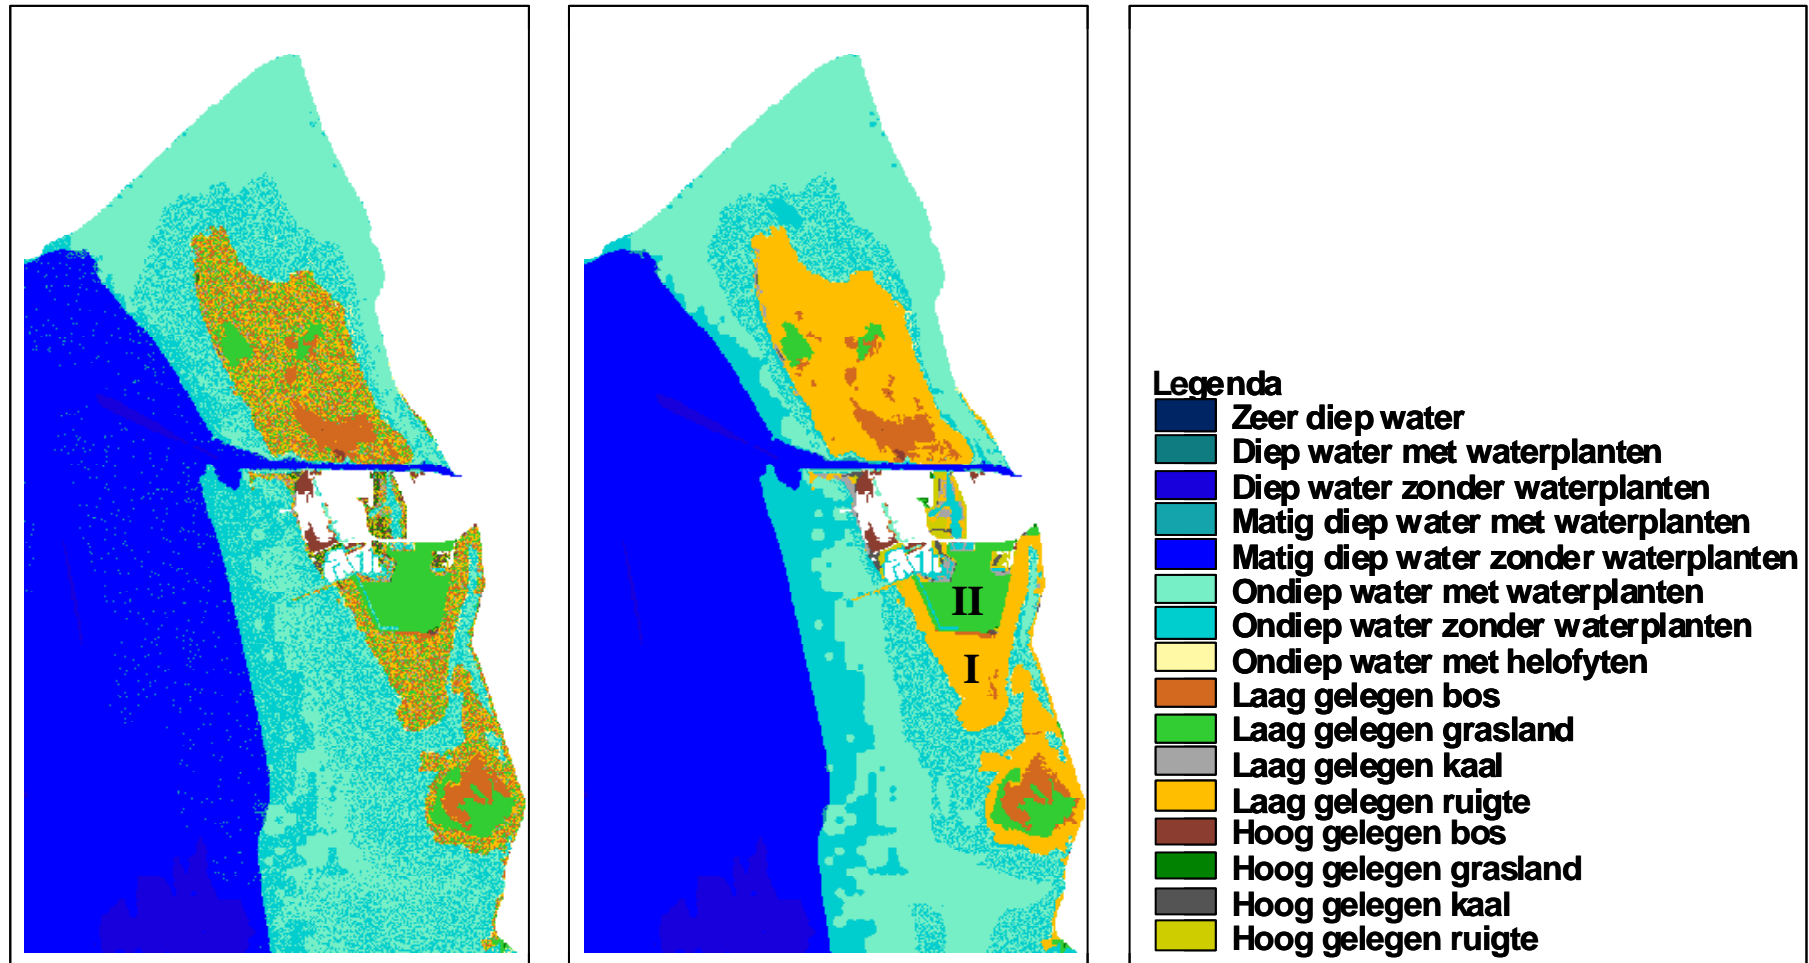 II
I
Legenda
Zeer diep water
Diep water met waterplanten
Diep water zonder waterplanten
Matig diep water met waterplanten
Matig diep water zonder waterplanten
Ondiep water met waterplanten
Ondiep water zonder waterplanten
Ondiep water met helofyten
Laag gelegen bos
Laag gelegen grasland
Laag gelegen kaal
Laag gelegen ruigte
Hoog gelegen bos
Hoog gelegen grasland
Hoog gelegen kaal
Hoog gelegen ruigte